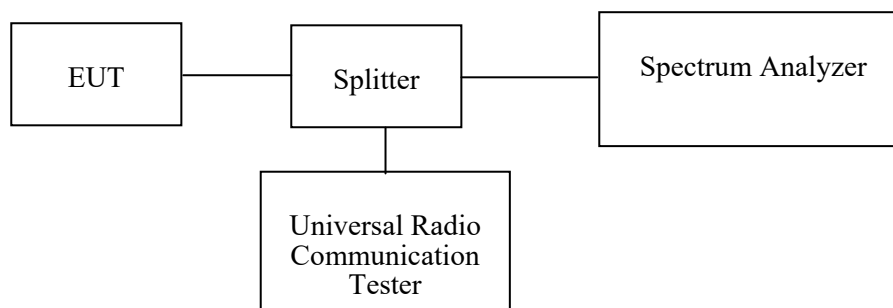 EUT
Splitter
Spectrum Analyzer
Universal Radio
Communication
Tester